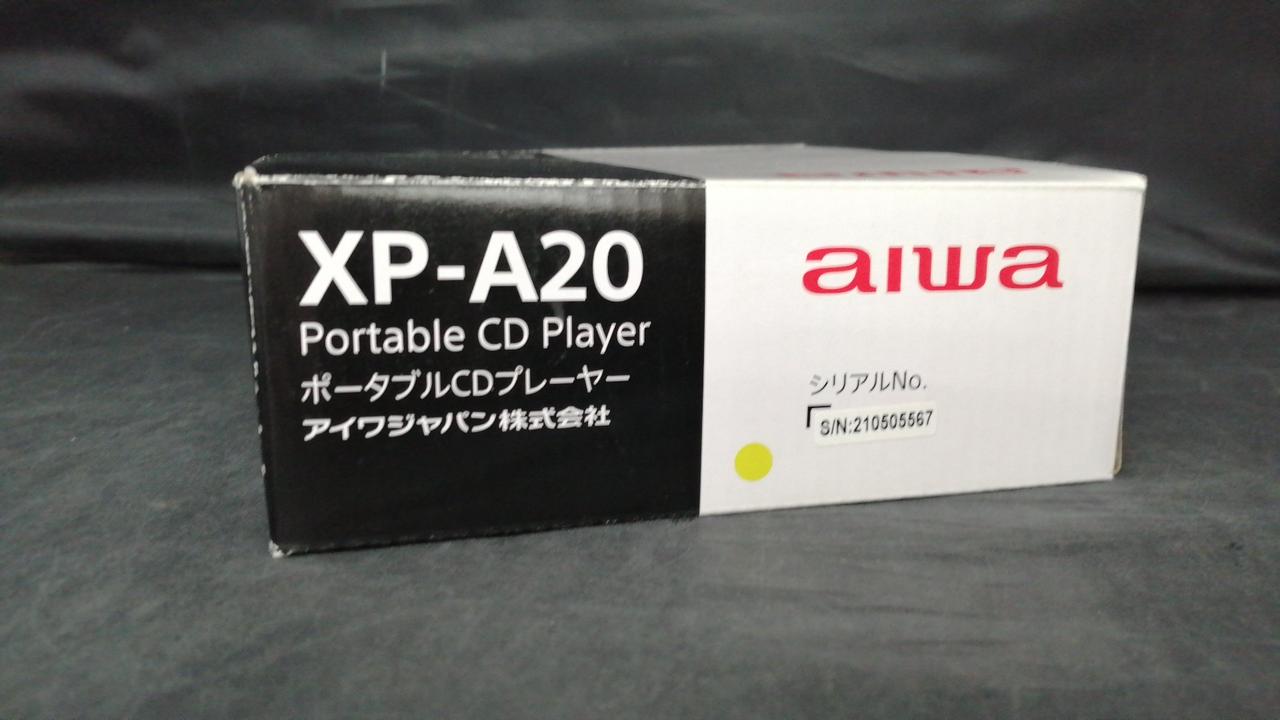 XP-A20
Portable CD Player
ポータブルCDプレーヤー
アイワジャパン株式会社
aiwa
シリアルNo.
S/N:210505567